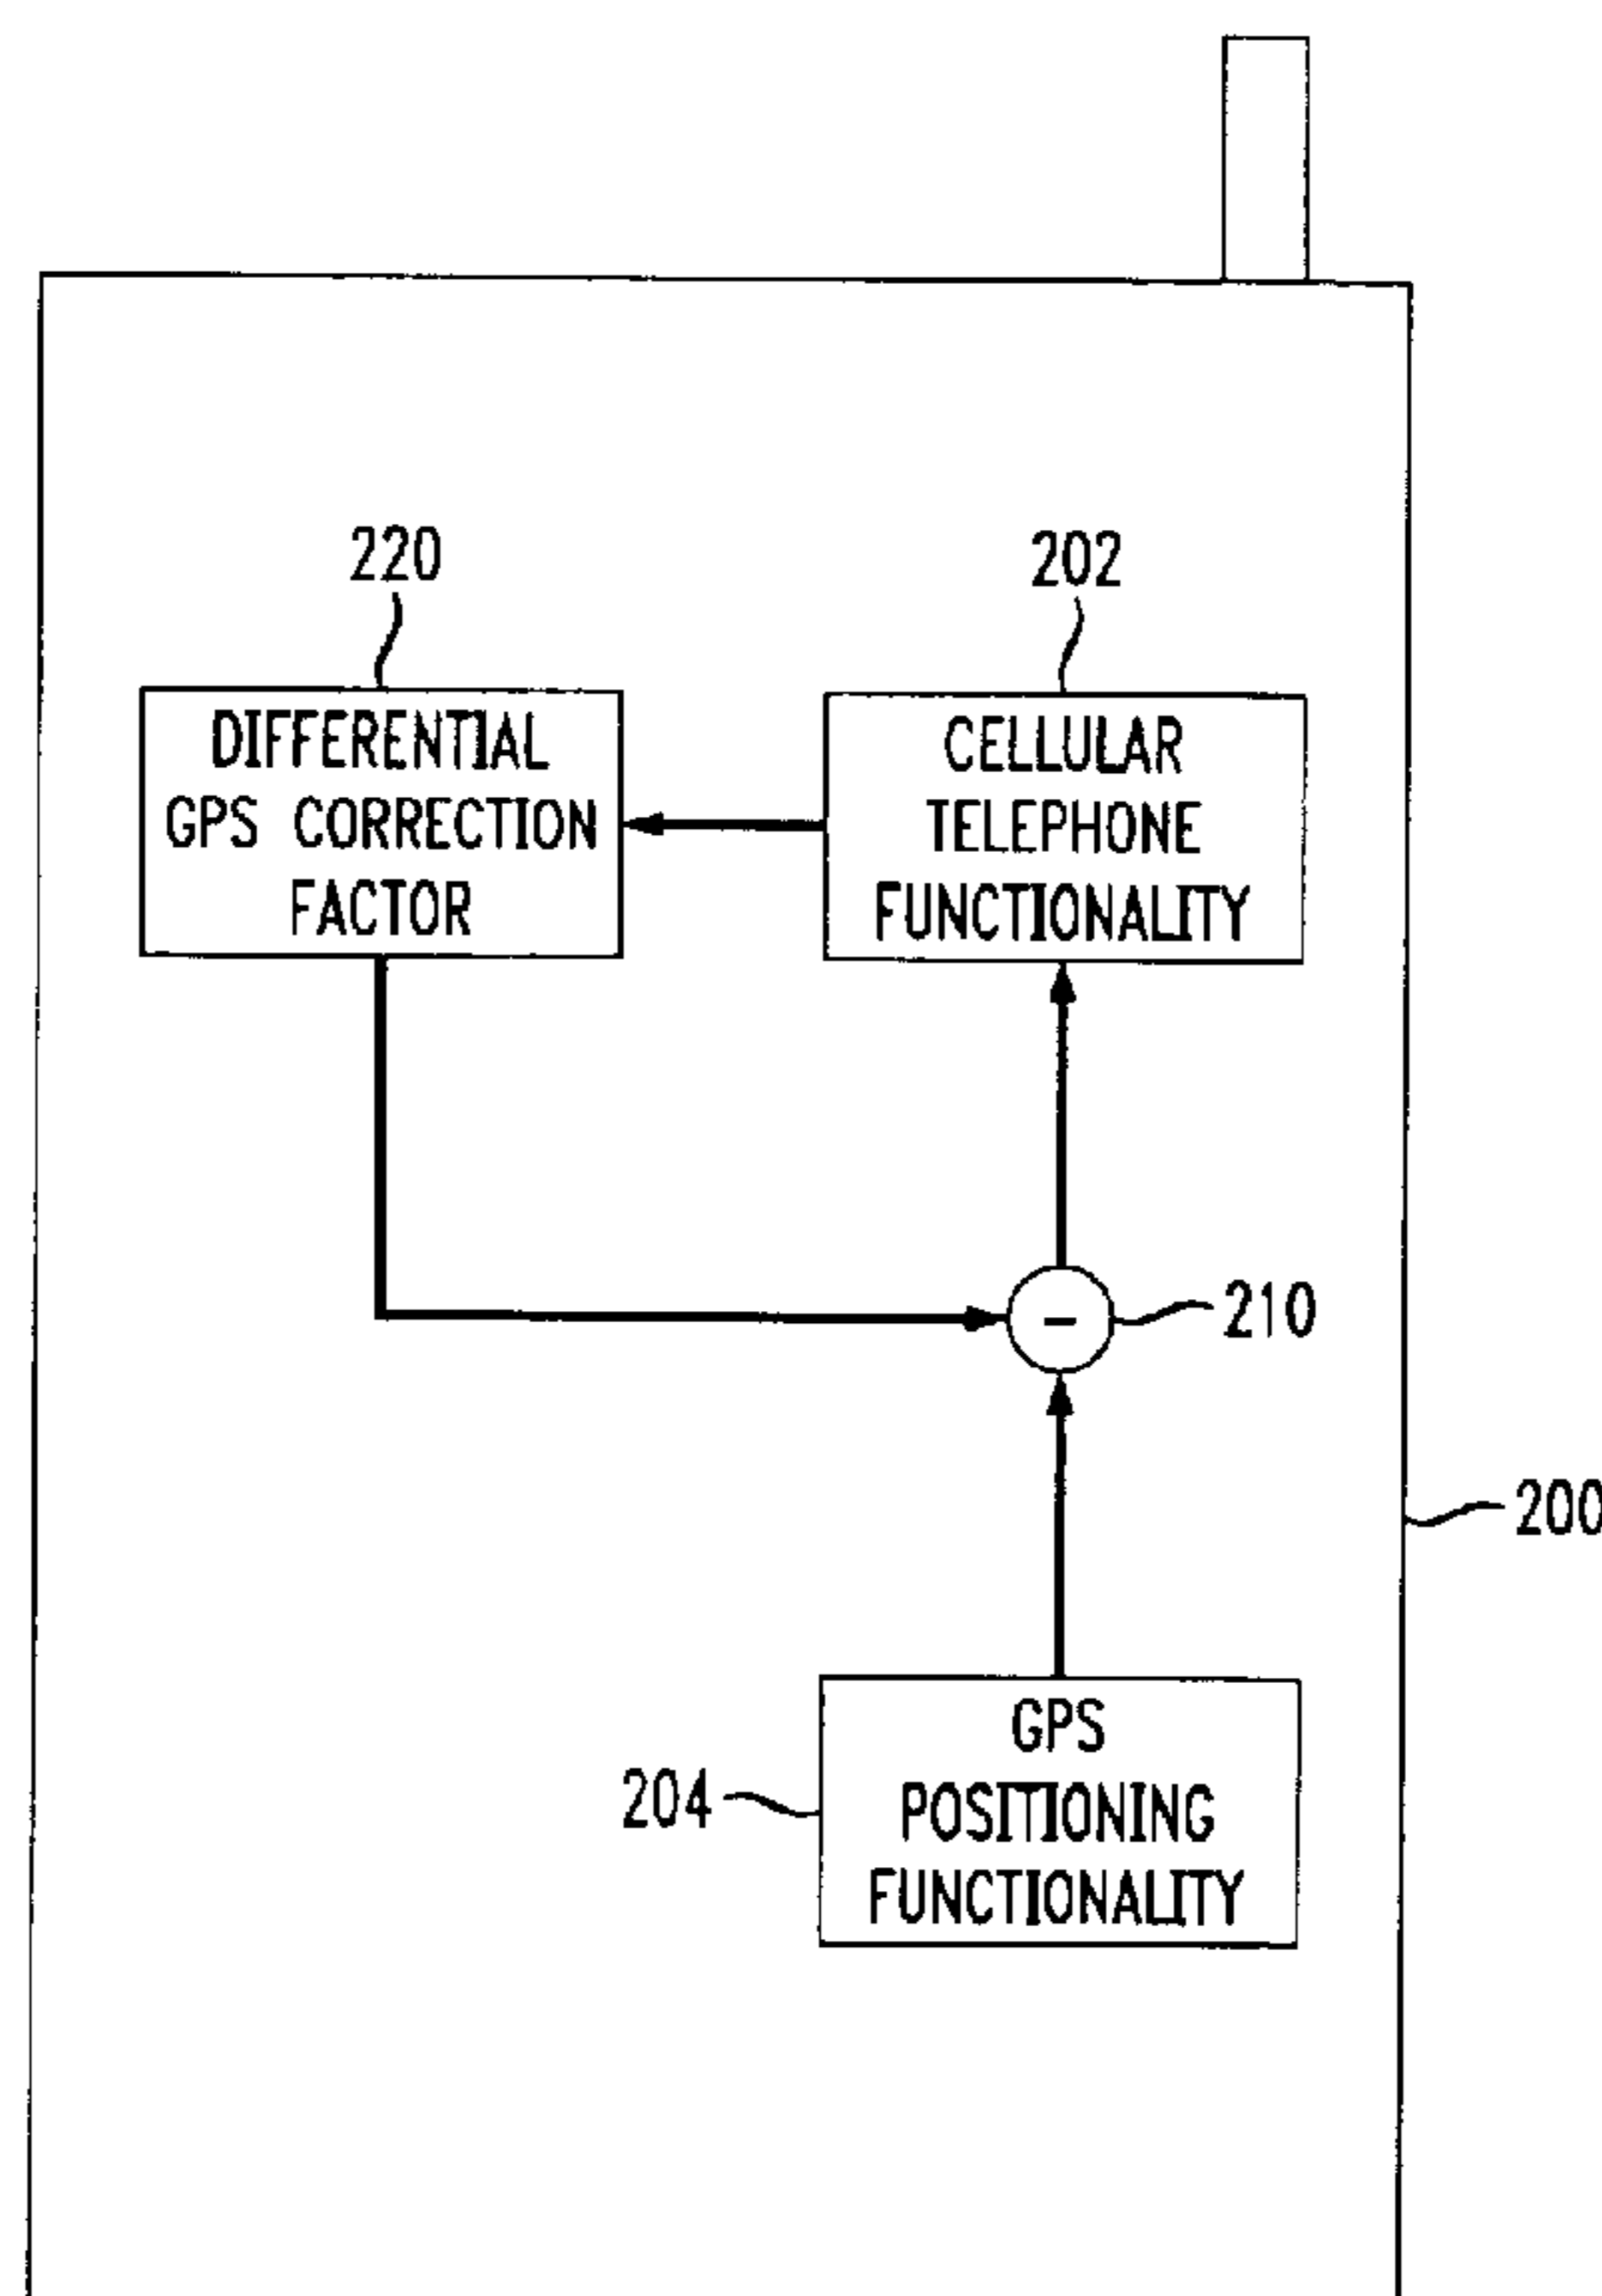 220
202
DIFFERENTIAL
GPS CORRECTION
FACTOR
CELLULAR
TELEPHONE
FUNCTIONALITY
-
210
200
GPS
POSITIONING
FUNCTIONALITY
204